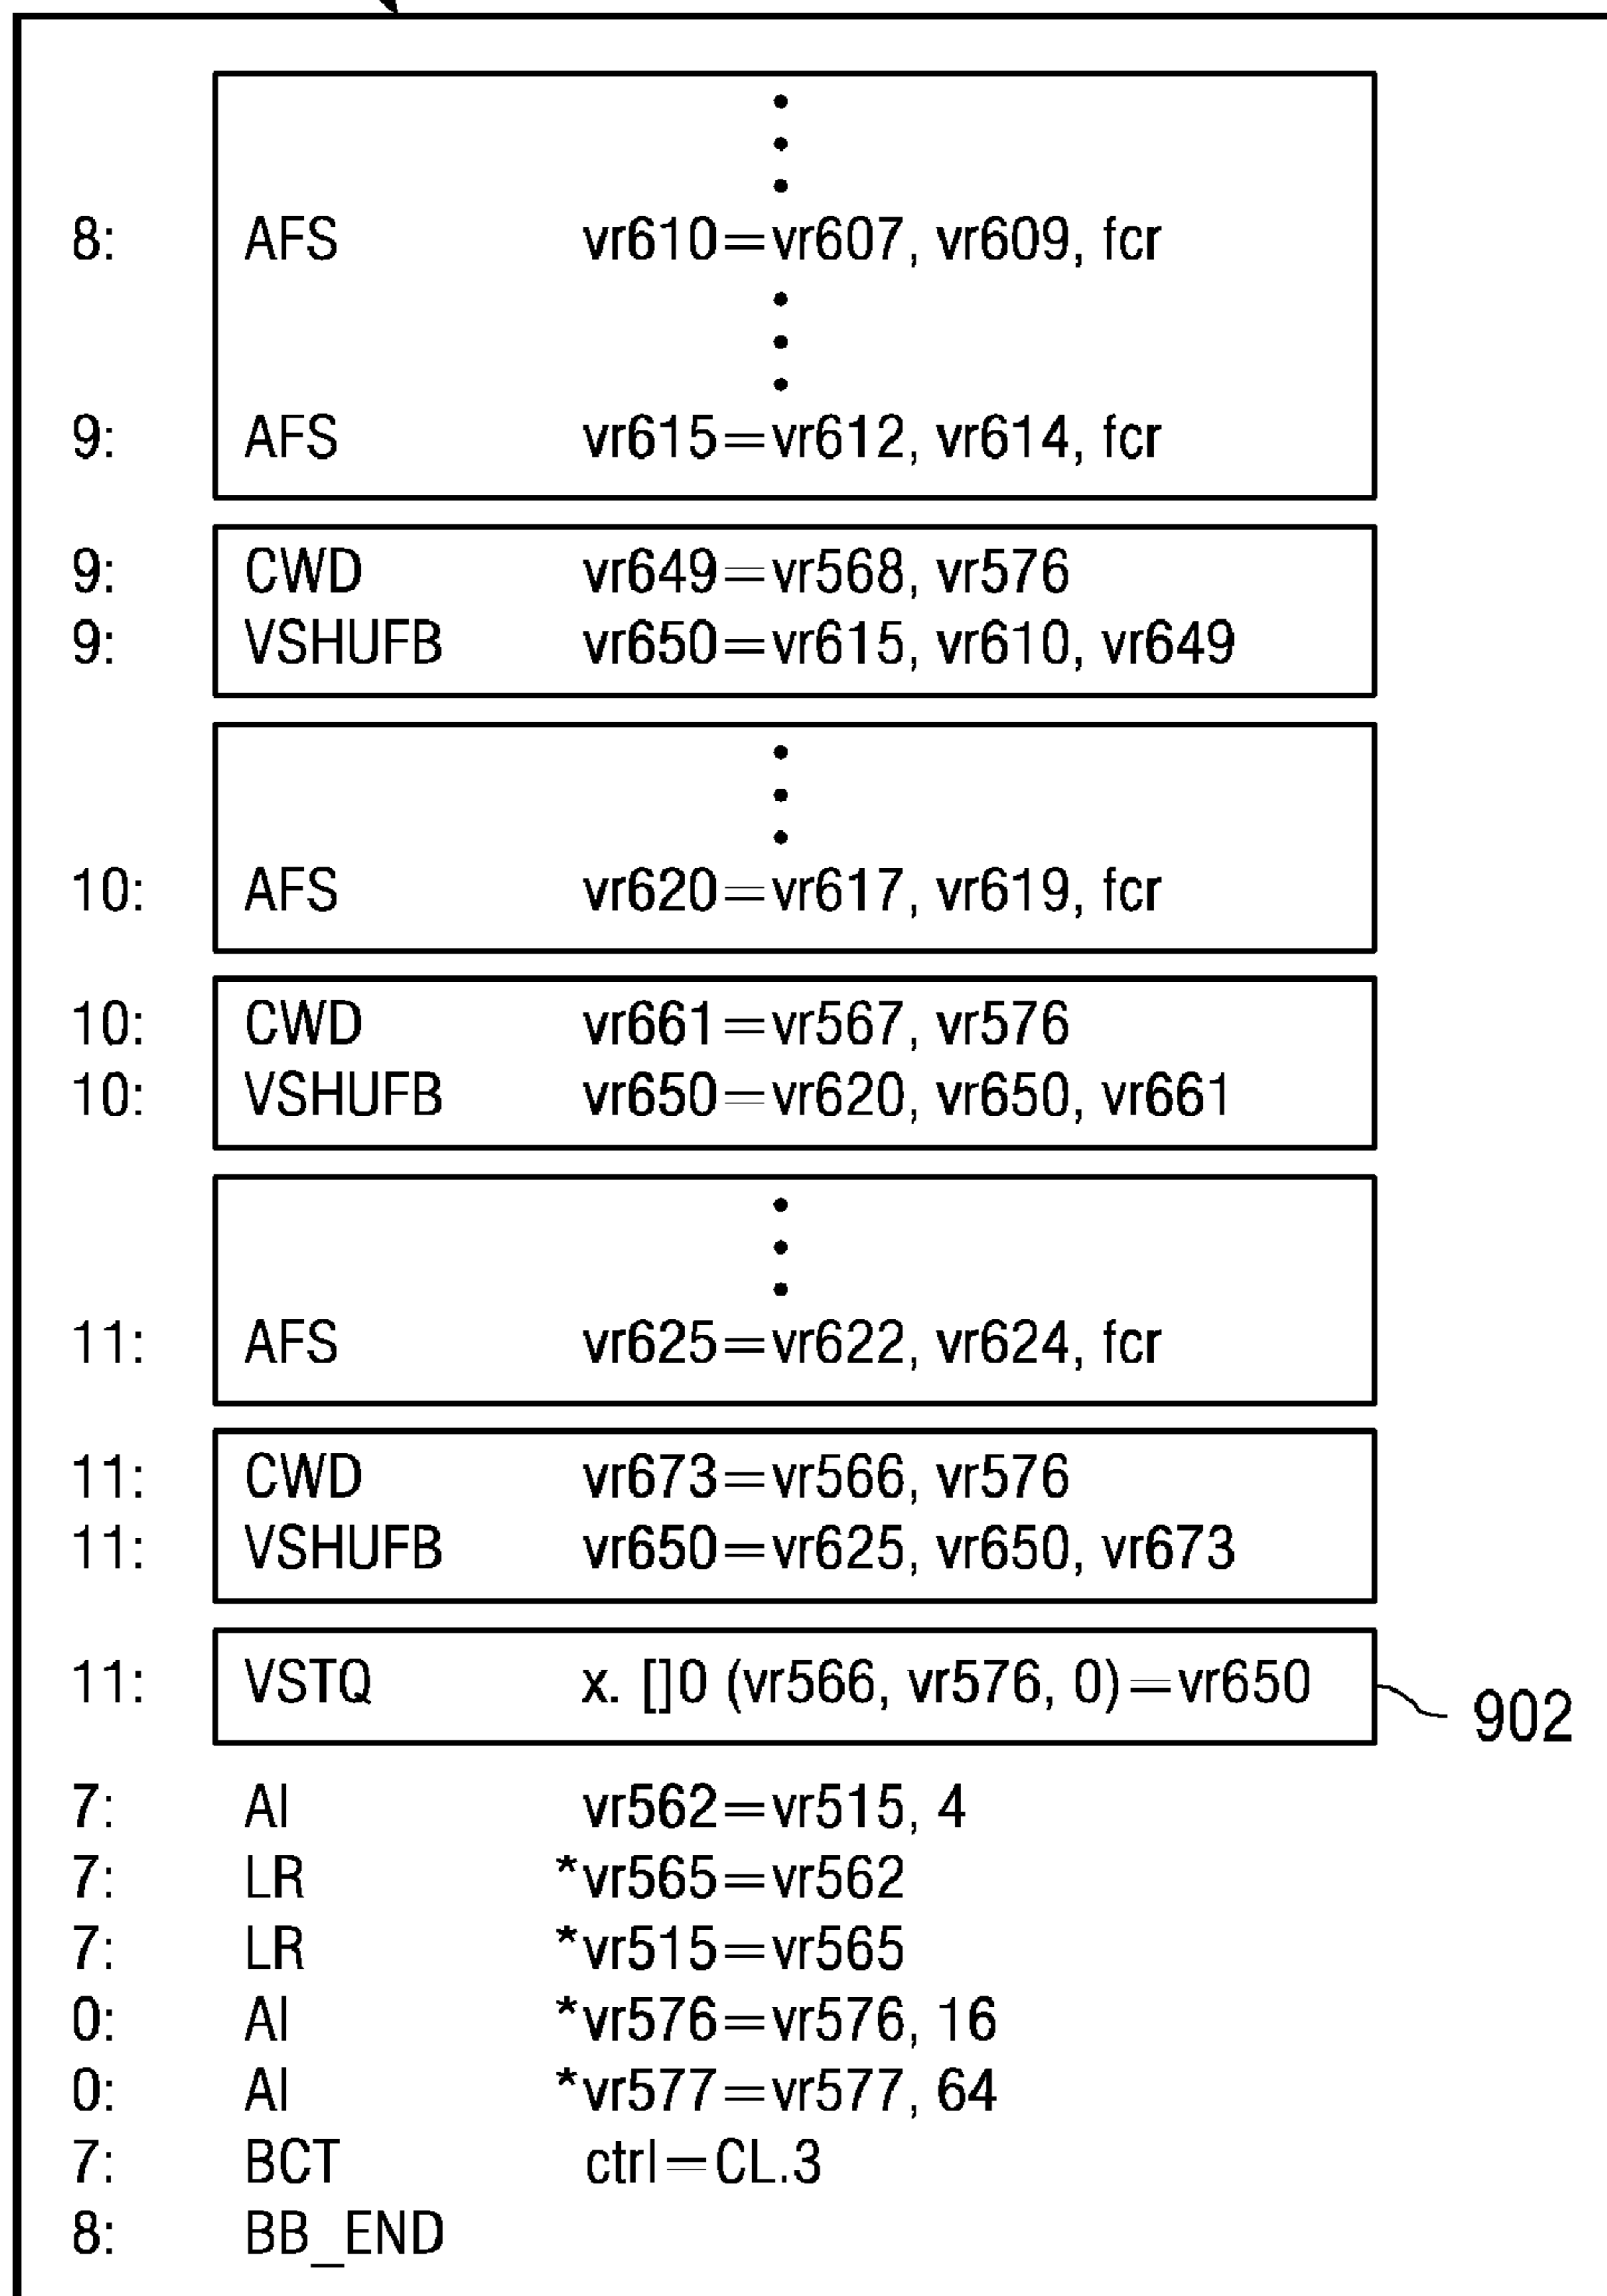 8: AFS vr610=vr607, vr609, fcr
9: AFS vr615=vr612, vr614, fcr
9: CWD vr649=vr568, vr576
9: VSHUFB vr650=vr615, vr610, vr649
10: AFS vr620=vr617, vr619, fcr
10: CWD vr661=vr567, vr576
10: VSHUFB vr650=vr620, vr650, vr661
11: AFS vr625=vr622, vr624, fcr
11: CWD vr673=vr566, vr576
11: VSHUFB vr650=vr625, vr650, vr673
11: VSTQ x. []0 (vr566, vr576, 0)=vr650
902
7: AI vr562=vr515, 4
7: LR *vr565=vr562
7: LR *vr515=vr565
0: AI *vr576=vr576, 16
0: AI *vr577=vr577, 64
7: BCT ctrl=CL.3
8: BB_END